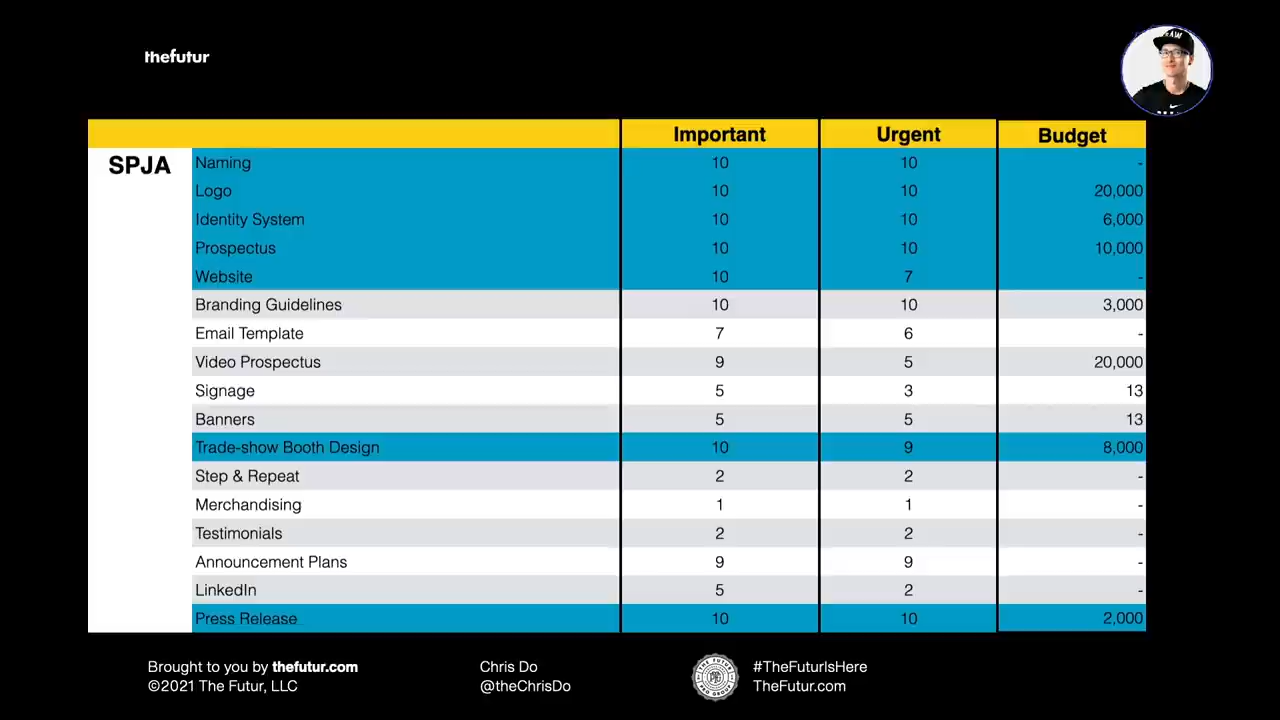 thefutur
Important Urgent Budget
SPJA Naming 10 10 -
Logo 10 10 20,000
Identity System 10 10 6,000
Prospectus 10 10 10,000
Website 10 7 -
Branding Guidelines 10 10 3,000
Email Template 7 6 -
Video Prospectus 9 5 20,000
Signage 5 3 13
Banners 5 5 13
Trade-show Booth Design 10 9 8,000
Step & Repeat 2 2 -
Merchandising 1 1 -
Testimonials 2 2 -
Announcement Plans 9 9 -
LinkedIn 5 2 -
Press Release 10 10 2,000
Brought to you by thefutur.com Chris Do #TheFuturIsHere
©2021 The Futur, LLC @theChrisDo TheFutur.com